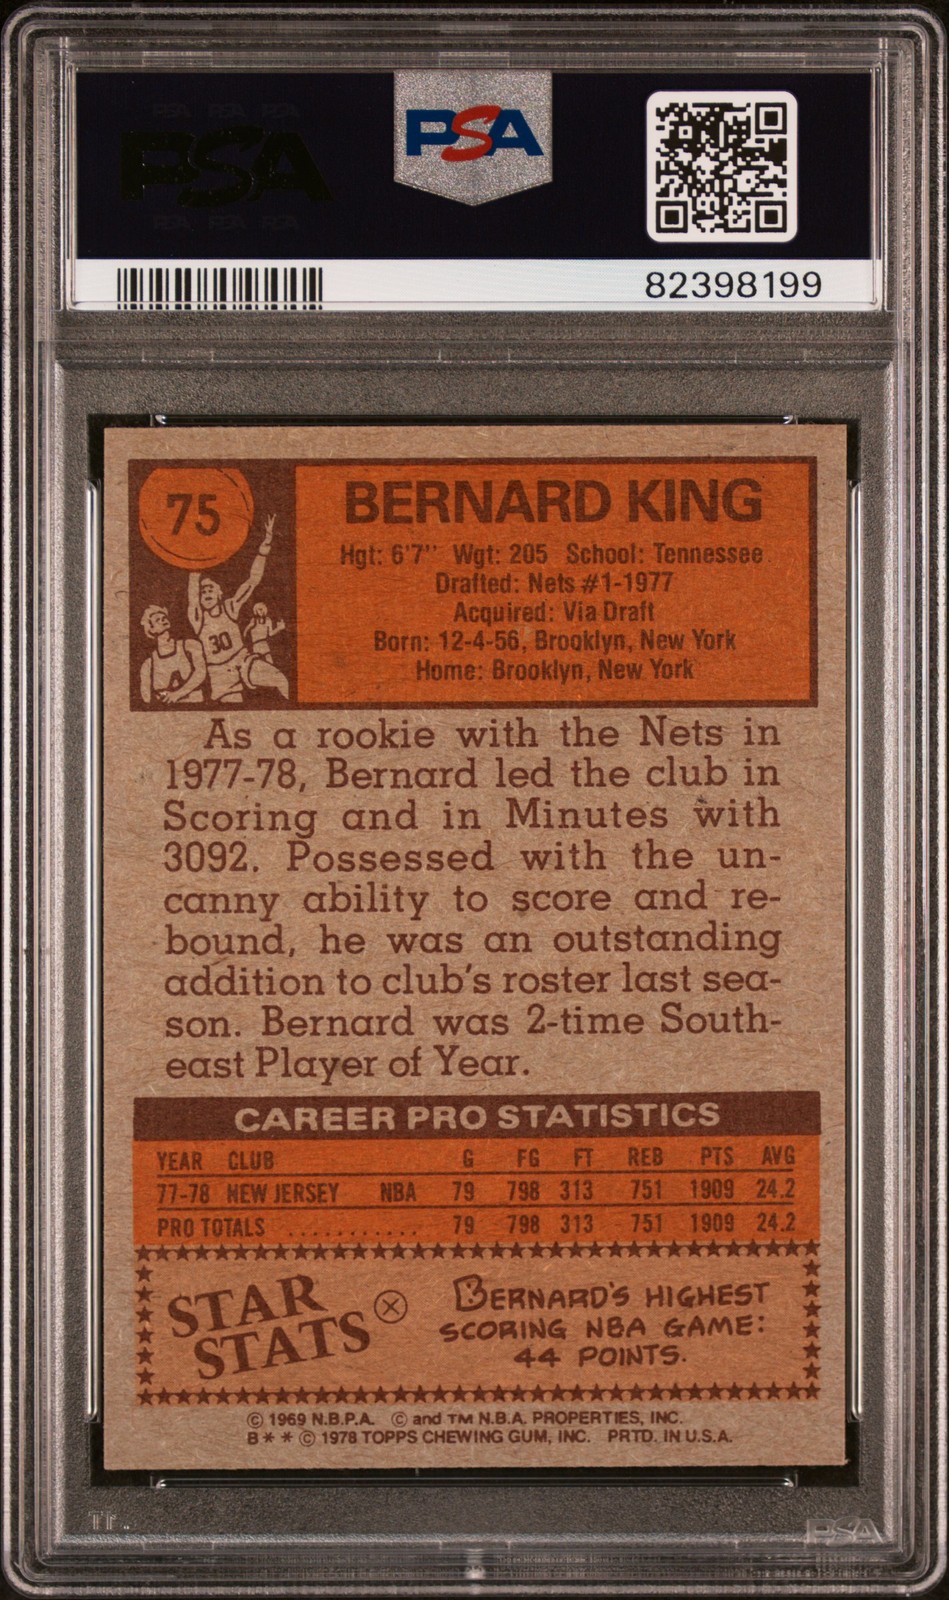 PSA PSA PSA
PSA
PSA PSA PSA
PSA
82398199
75
30
BERNARD KING
Hgt: 6'7" Wgt: 205 School: Tennessee
Drafted: Nets #1-1977
Acquired: Via Draft
Born: 12-4-56, Brooklyn, New York
Home: Brooklyn, New York
As a rookie with the Nets in
1977-78, Bernard led the club in
Scoring and in Minutes with
3092. Possessed with the un-
canny ability to score and re-
bound, he was an outstanding
addition to club's roster last sea-
son. Bernard was 2-time South-
east Player of Year.
CAREER PRO STATISTICS
YEAR CLUB G FG FT REB PTS AVG
77-78 NEW JERSEY NBA 79 798 313 751 1909 24.2
PRO TOTALS ........... 79 798 313 751 1909 24.2
STAR
STATS
BERNARD'S HIGHEST
SCORING NBA GAME:
44 POINTS.
© 1969 N.B.P.A. © and TM N.B.A. PROPERTIES, INC.
B * * © 1978 TOPPS CHEWING GUM, INC. PRTD. IN U.S.A.
PSA